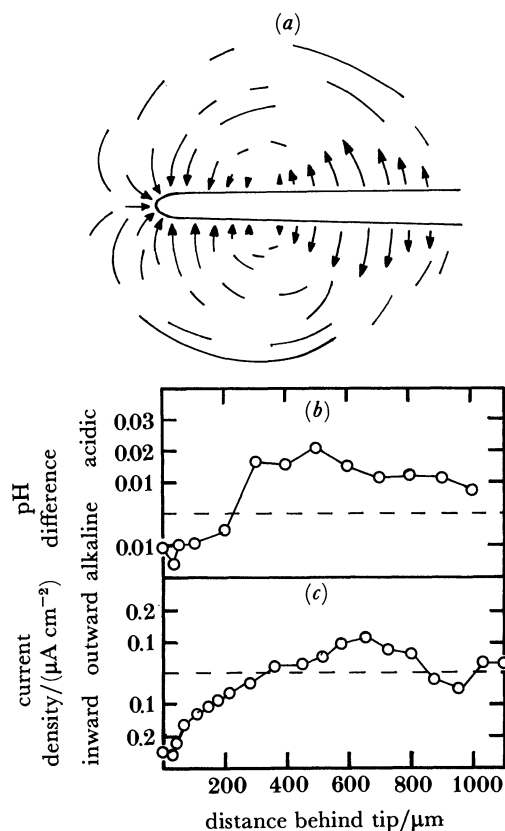 (a)
(b)
0.03
0.02
0.01
0.01
pH
difference
alkaline acidic
(c)
0.2
0.1
0.1
0.2
current
density/(µA cm⁻²)
inward outward
200 400 600 800 1000
distance behind tip/µm